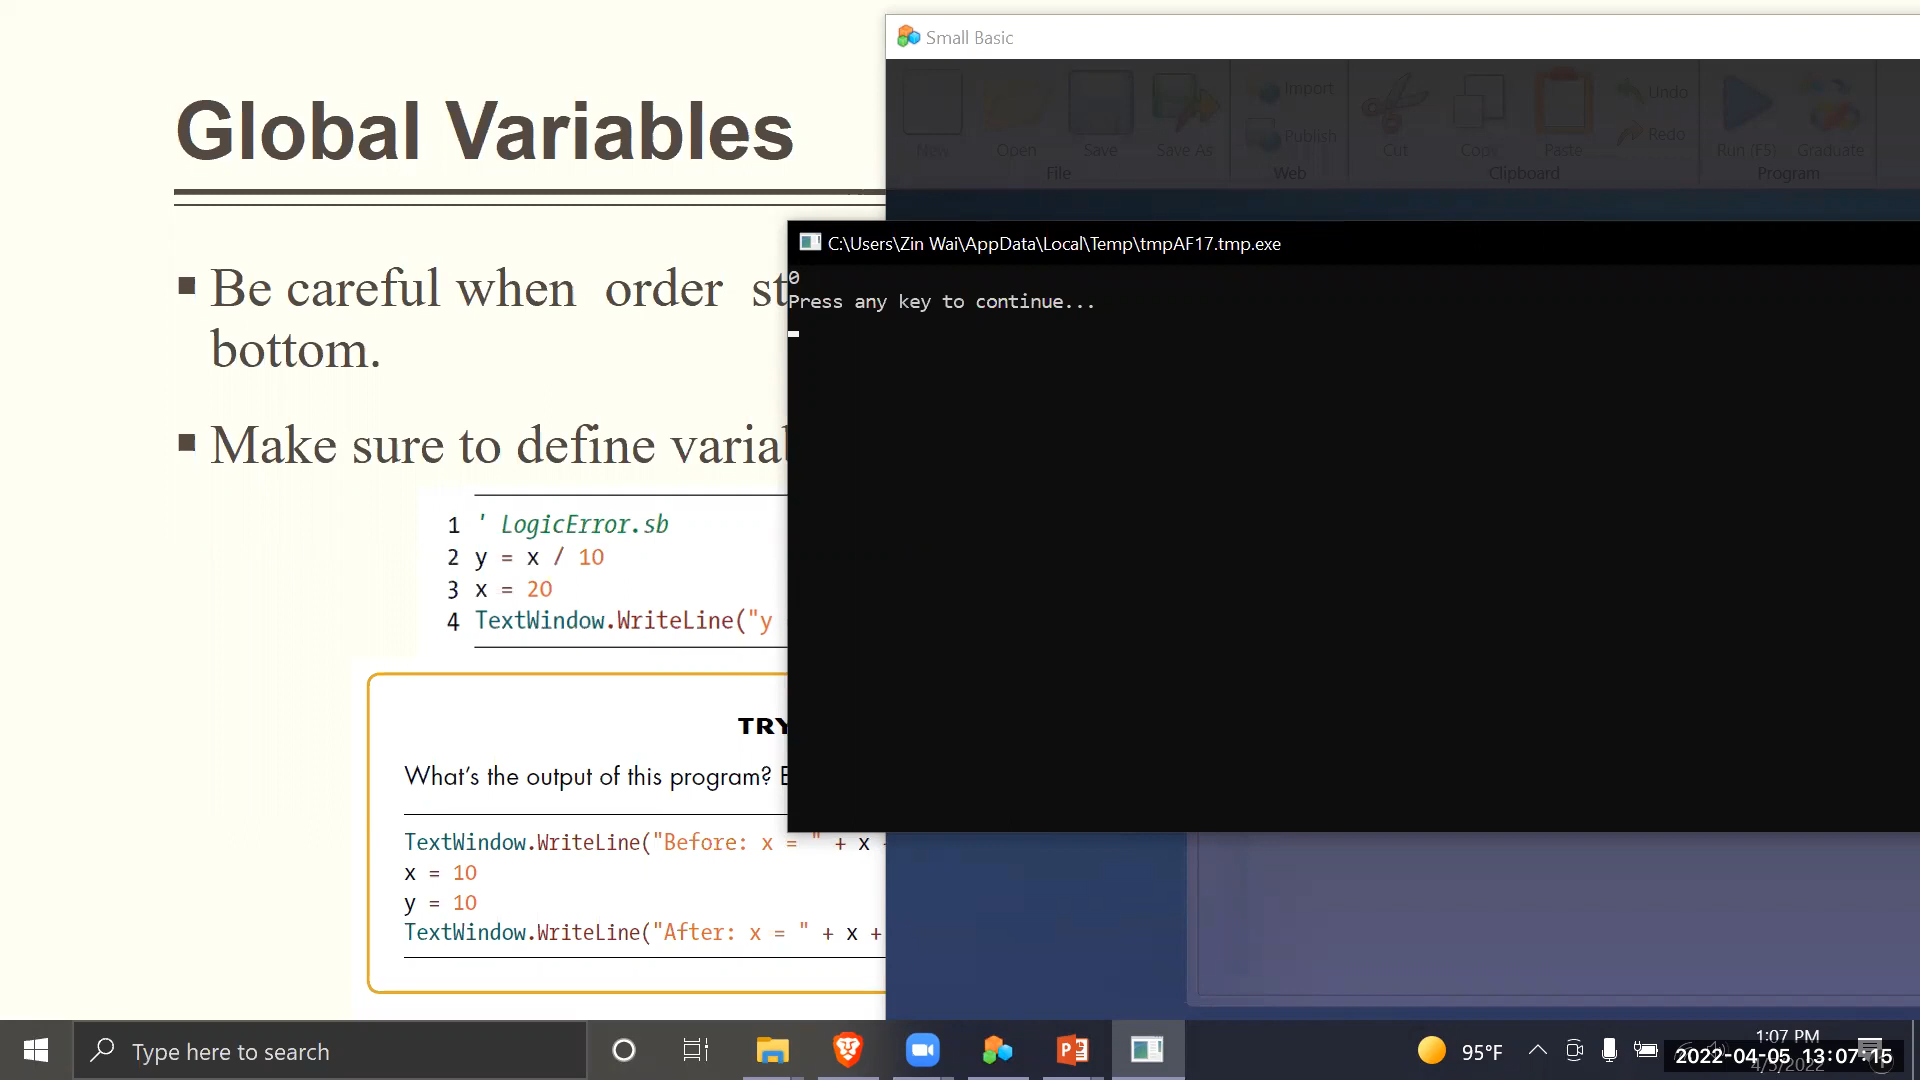 Small Basic
New
Open
Save
Save As
Import
Publish
Cut
Copy
Paste
Undo
Redo
Run (F5)
Graduate
File
Web
Clipboard
Program
Global Variables
C:\Users\Zin Wai\AppData\Local\Temp\tmpAF17.tmp.exe
0
Press any key to continue...
▪ Be careful when order st
bottom.
▪ Make sure to define varial
1 ' LogicError.sb
2 y = x / 10
3 x = 20
4 TextWindow.WriteLine("y
TRY
What's the output of this program? E
TextWindow.WriteLine("Before: x = " + x
x = 10
y = 10
TextWindow.WriteLine("After: x = " + x +
Type here to search
95°F
1:07 PM
2022-04-05 13:07:15
4/5/2022
1